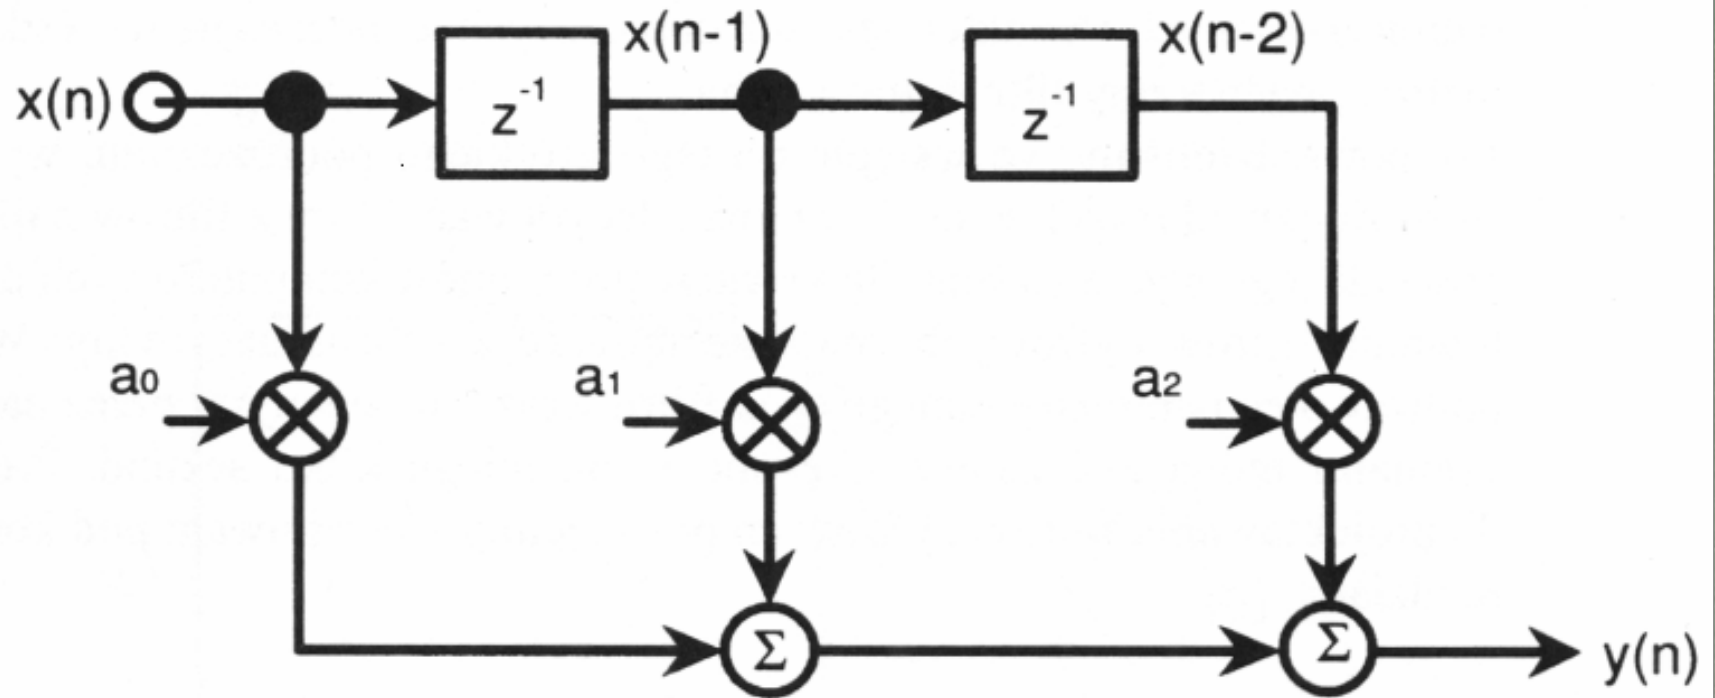 x(n-1)
x(n-2)
x(n)
z⁻¹
z⁻¹
a₀
a₁
a₂
Σ
Σ
y(n)